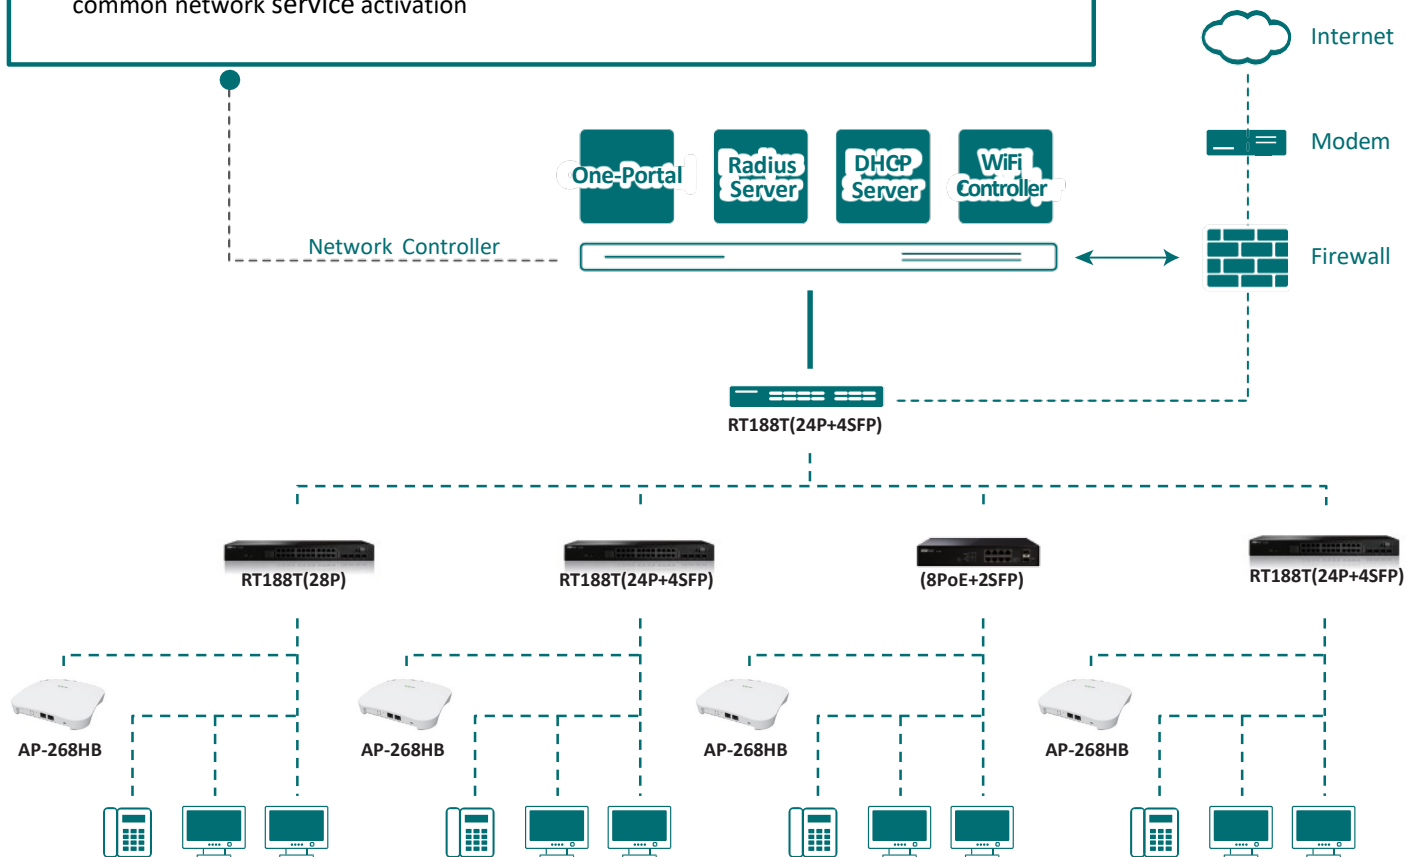 common network service activation
Internet
Modem
One-Portal
Radius
Server
DHCP
Server
WiFi
Controller
Network Controller
Firewall
RT188T(24P+4SFP)
RT188T(28P)
RT188T(24P+4SFP)
(8PoE+2SFP)
RT188T(24P+4SFP)
AP-268HB
AP-268HB
AP-268HB
AP-268HB